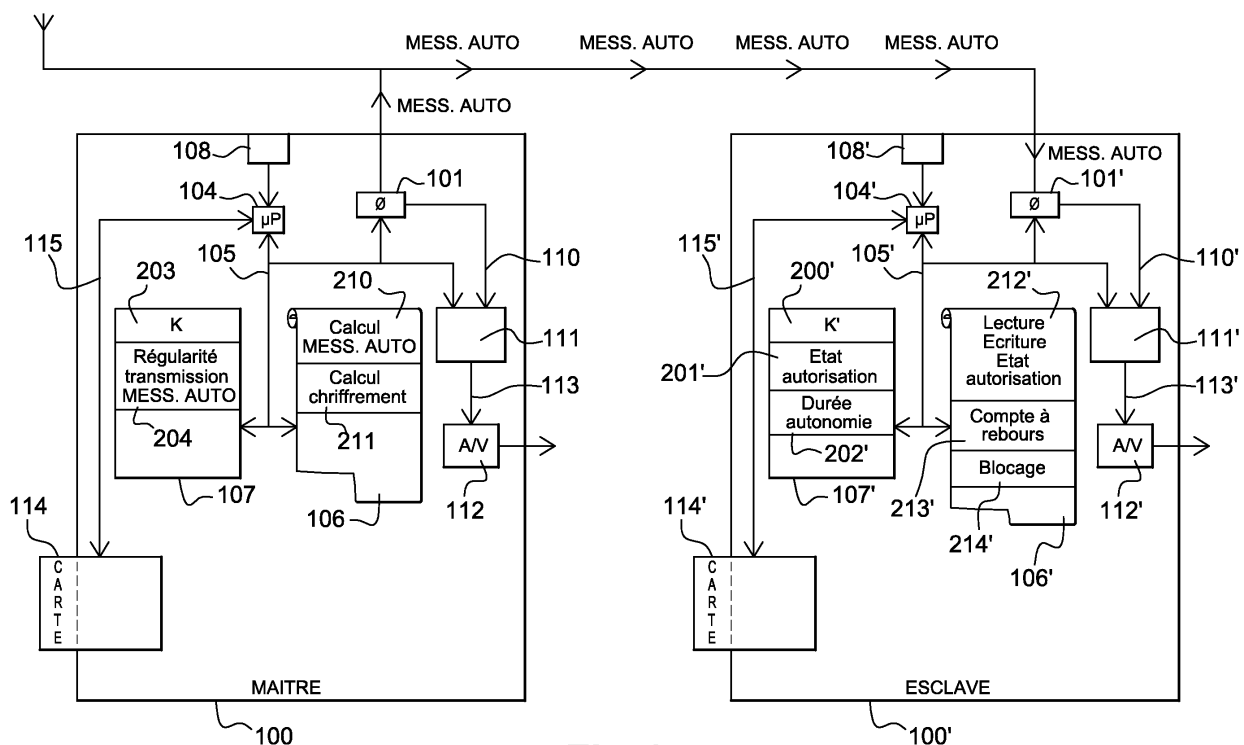 MESS. AUTO MESS. AUTO MESS. AUTO MESS. AUTO
MESS. AUTO
108
104
µP
101
Ø
115
105
110
203
210
K
Régularité
transmission
MESS. AUTO
204
107
Calcul
MESS. AUTO
Calcul
chriffrement
211
106
111
113
A/V
112
114
CARTE
MAITRE
100
MESS. AUTO
108'
104'
µP
101'
Ø
115'
105'
110'
200'
212'
K'
201'
Etat
autorisation
Durée
autonomie
202'
107'
Lecture
Ecriture
Etat
autorisation
Compte à
rebours
Blocage
213'
214'
106'
111'
113'
A/V
112'
114'
CARTE
ESCLAVE
100'